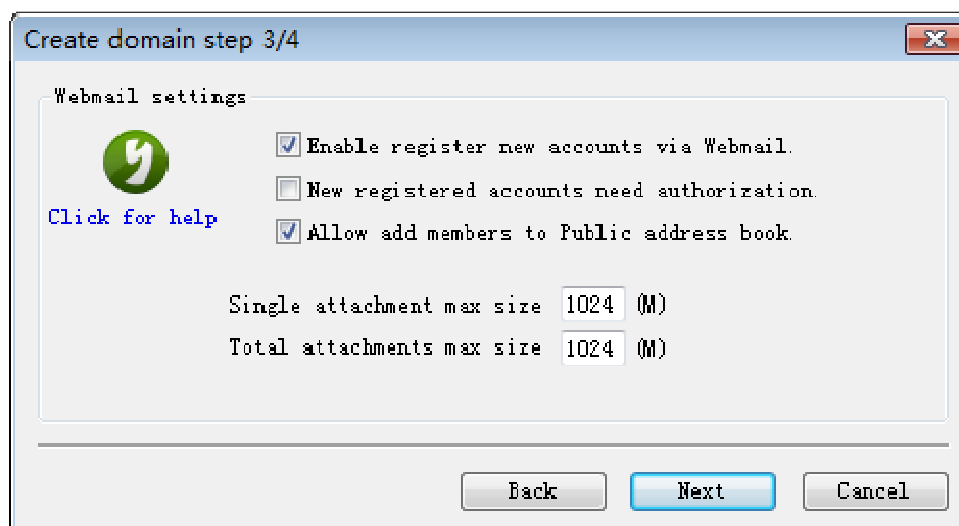 Create domain step 3/4
Webmail settings
Enable register new accounts via Webmail.
New registered accounts need authorization.
Click for help
Allow add members to Public address book.
Single attachment max size 1024 (M)
Total attachments max size 1024 (M)
Back Next Cancel